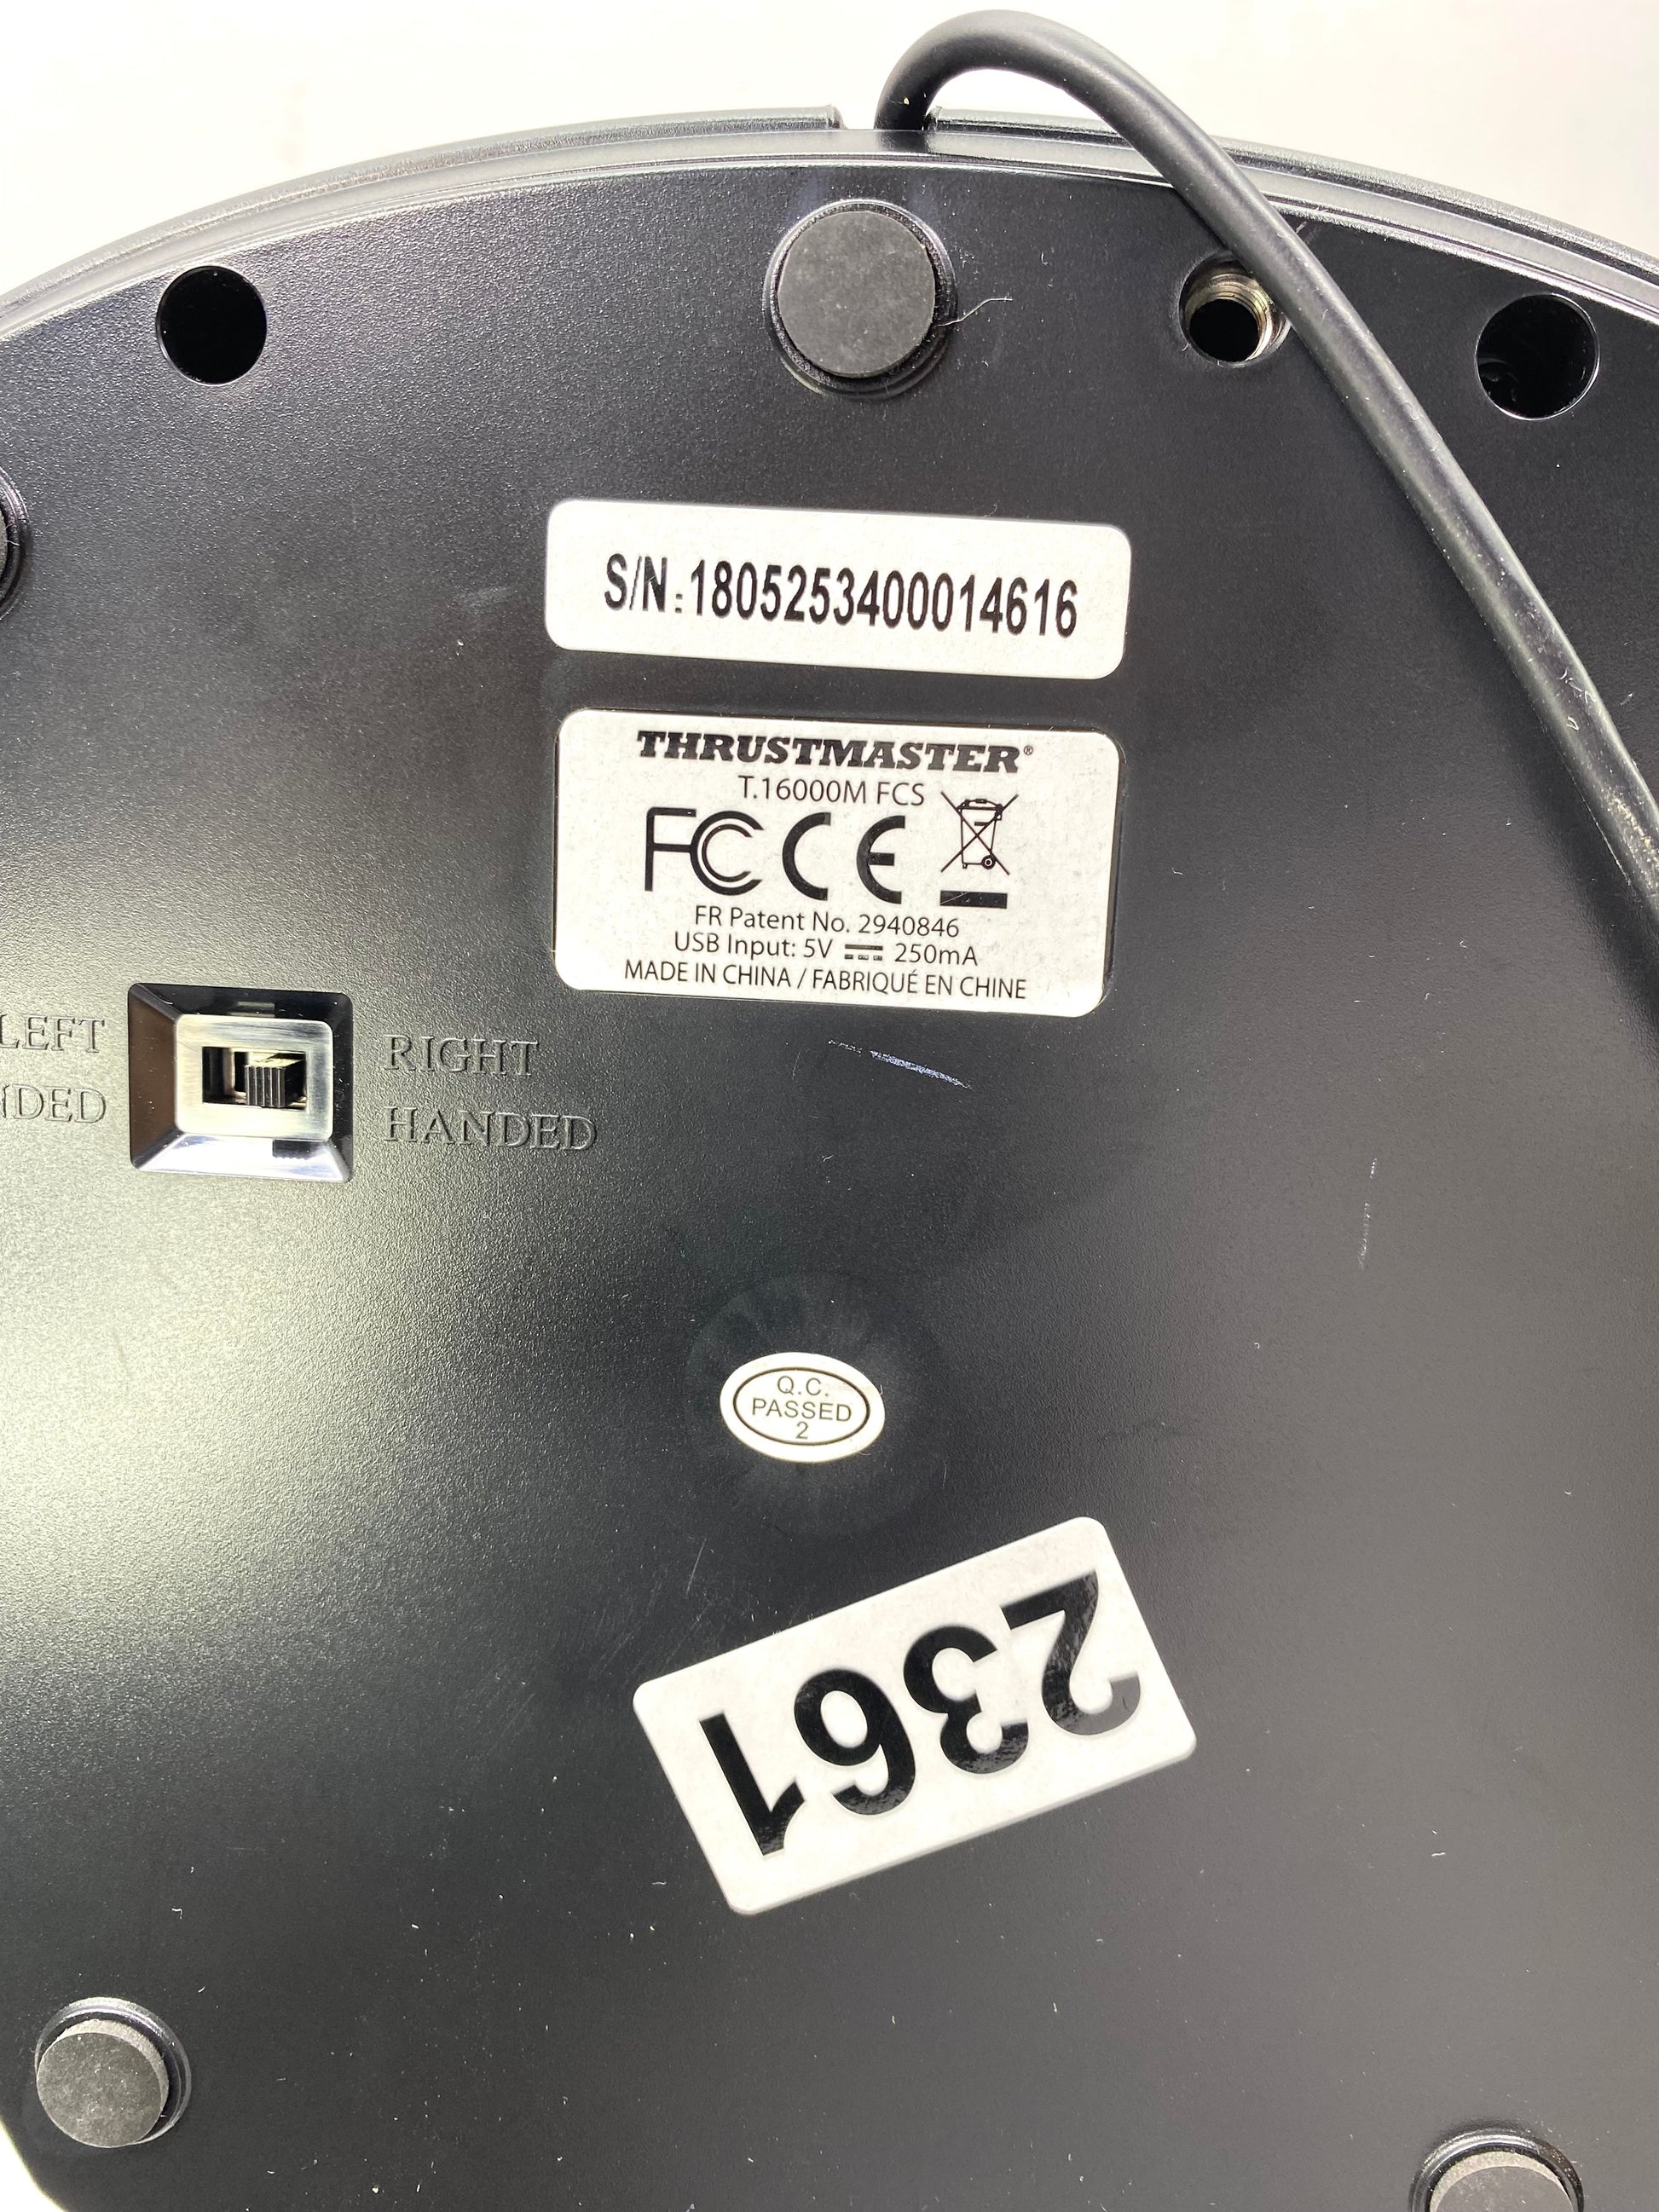 S/N:1805253400014616
THRUSTMASTER®
T.16000M FCS
FC CE
FR Patent No. 2940846
USB Input: 5V ⎓ 250mA
MADE IN CHINA / FABRIQUÉ EN CHINE
LEFT
NDED
RIGHT
HANDED
Q.C.
PASSED
2
2361